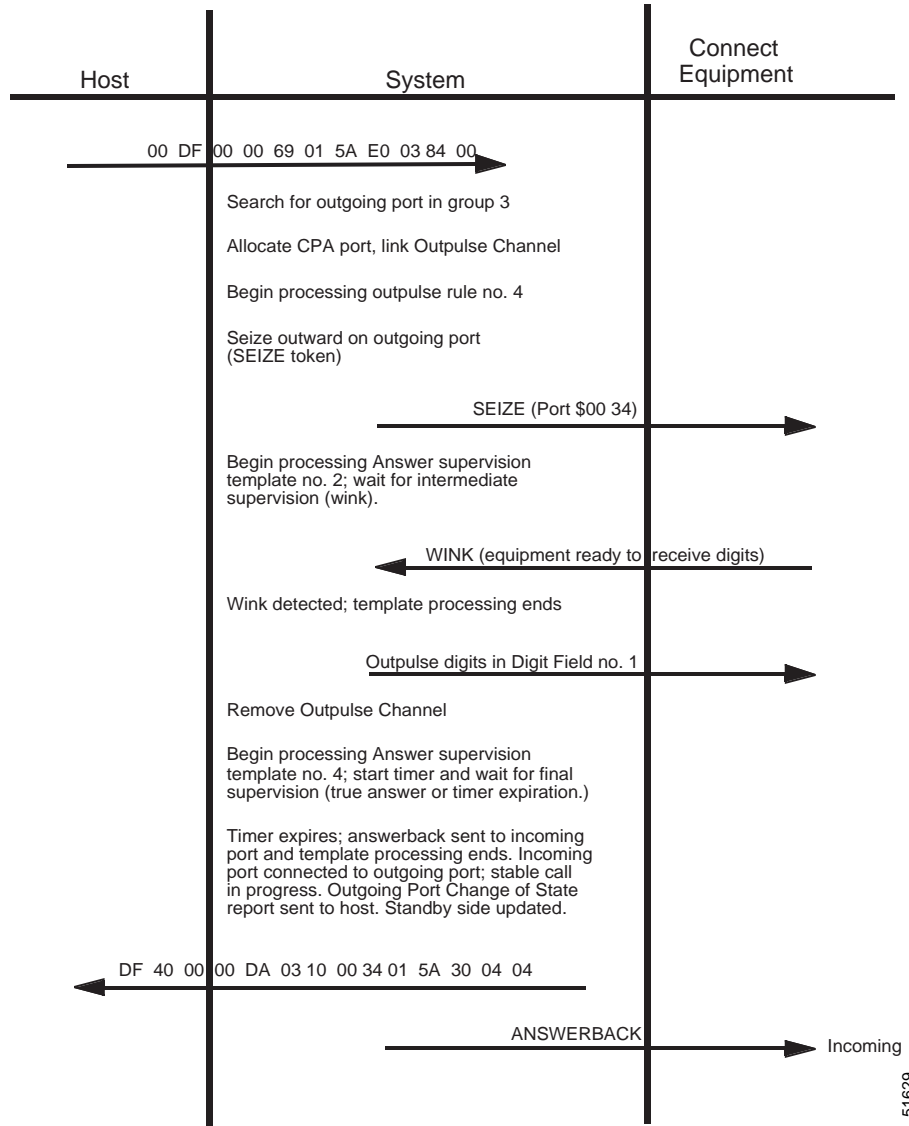 Host
System
Connect
Equipment
00 DF 00 00 69 01 5A E0 03 84 00
Search for outgoing port in group 3
Allocate CPA port, link Outpulse Channel
Begin processing outpulse rule no. 4
Seize outward on outgoing port
(SEIZE token)
SEIZE (Port $00 34)
Begin processing Answer supervision
template no. 2; wait for intermediate
supervision (wink).
WINK (equipment ready to receive digits)
Wink detected; template processing ends
Outpulse digits in Digit Field no. 1
Remove Outpulse Channel
Begin processing Answer supervision
template no. 4; start timer and wait for final
supervision (true answer or timer expiration.)
Timer expires; answerback sent to incoming
port and template processing ends. Incoming
port connected to outgoing port; stable call
in progress. Outgoing Port Change of State
report sent to host. Standby side updated.
DF 40 00 00 DA 03 10 00 34 01 5A 30 04 04
ANSWERBACK
Incoming
51629